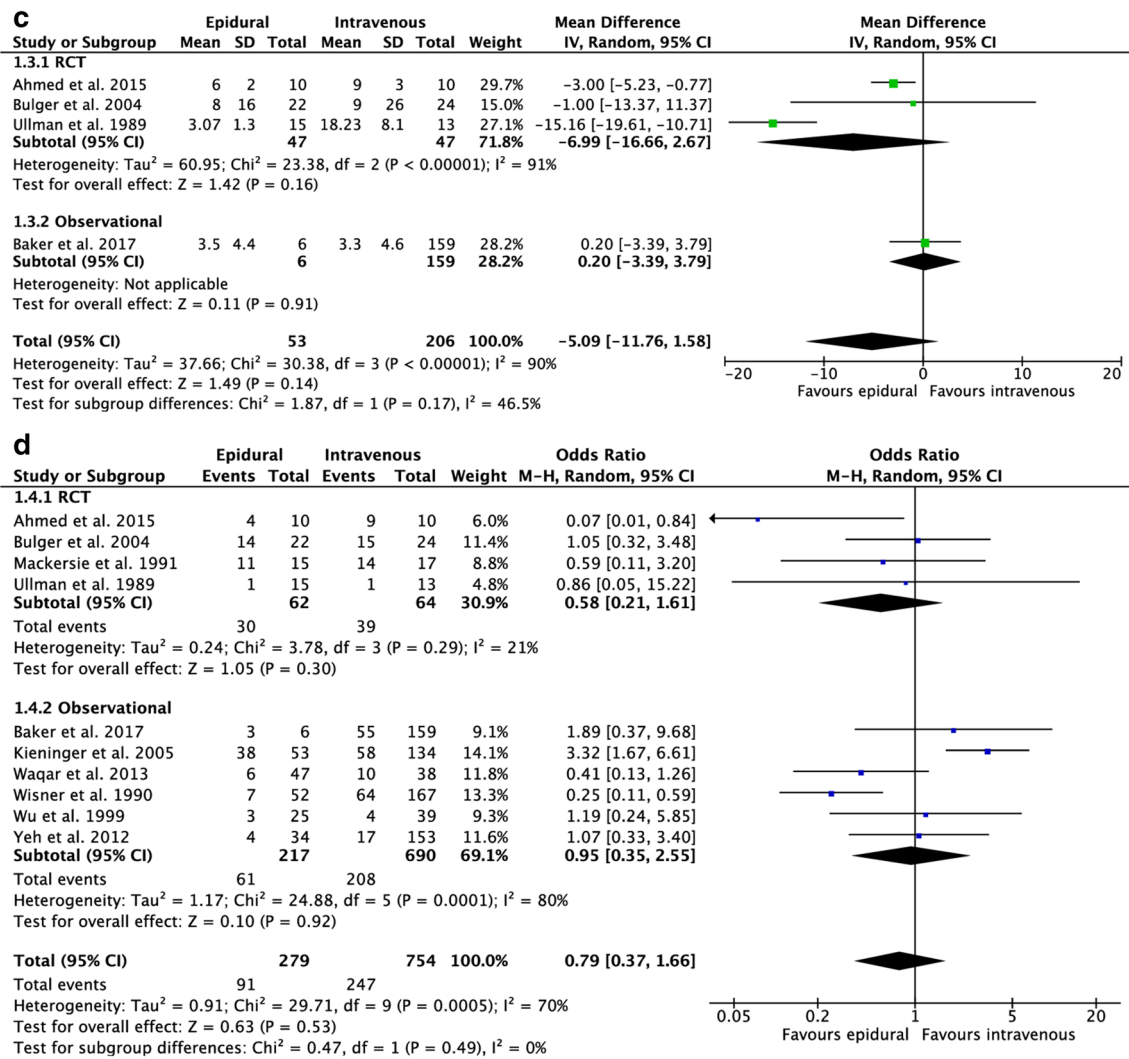 c
Epidural Intravenous Mean Difference Mean Difference
Study or Subgroup Mean SD Total Mean SD Total Weight IV, Random, 95% CI IV, Random, 95% CI
1.3.1 RCT
Ahmed et al. 2015 6 2 10 9 3 10 29.7% −3.00 [−5.23, −0.77]
Bulger et al. 2004 8 16 22 9 26 24 15.0% −1.00 [−13.37, 11.37]
Ullman et al. 1989 3.07 1.3 15 18.23 8.1 13 27.1% −15.16 [−19.61, −10.71]
Subtotal (95% CI) 47 47 71.8% −6.99 [−16.66, 2.67]
Heterogeneity: Tau² = 60.95; Chi² = 23.38, df = 2 (P < 0.00001); I² = 91%
Test for overall effect: Z = 1.42 (P = 0.16)
1.3.2 Observational
Baker et al. 2017 3.5 4.4 6 3.3 4.6 159 28.2% 0.20 [−3.39, 3.79]
Subtotal (95% CI) 6 159 28.2% 0.20 [−3.39, 3.79]
Heterogeneity: Not applicable
Test for overall effect: Z = 0.11 (P = 0.91)
Total (95% CI) 53 206 100.0% −5.09 [−11.76, 1.58]
Heterogeneity: Tau² = 37.66; Chi² = 30.38, df = 3 (P < 0.00001); I² = 90%
Test for overall effect: Z = 1.49 (P = 0.14)
Test for subgroup differences: Chi² = 1.87, df = 1 (P = 0.17), I² = 46.5%
−20 −10 0 10 20
Favours epidural Favours intravenous
d
Epidural Intravenous Odds Ratio Odds Ratio
Study or Subgroup Events Total Events Total Weight M−H, Random, 95% CI M−H, Random, 95% CI
1.4.1 RCT
Ahmed et al. 2015 4 10 9 10 6.0% 0.07 [0.01, 0.84]
Bulger et al. 2004 14 22 15 24 11.4% 1.05 [0.32, 3.48]
Mackersie et al. 1991 11 15 14 17 8.8% 0.59 [0.11, 3.20]
Ullman et al. 1989 1 15 1 13 4.8% 0.86 [0.05, 15.22]
Subtotal (95% CI) 62 64 30.9% 0.58 [0.21, 1.61]
Total events 30 39
Heterogeneity: Tau² = 0.24; Chi² = 3.78, df = 3 (P = 0.29); I² = 21%
Test for overall effect: Z = 1.05 (P = 0.30)
1.4.2 Observational
Baker et al. 2017 3 6 55 159 9.1% 1.89 [0.37, 9.68]
Kieninger et al. 2005 38 53 58 134 14.1% 3.32 [1.67, 6.61]
Waqar et al. 2013 6 47 10 38 11.8% 0.41 [0.13, 1.26]
Wisner et al. 1990 7 52 64 167 13.3% 0.25 [0.11, 0.59]
Wu et al. 1999 3 25 4 39 9.3% 1.19 [0.24, 5.85]
Yeh et al. 2012 4 34 17 153 11.6% 1.07 [0.33, 3.40]
Subtotal (95% CI) 217 690 69.1% 0.95 [0.35, 2.55]
Total events 61 208
Heterogeneity: Tau² = 1.17; Chi² = 24.88, df = 5 (P = 0.0001); I² = 80%
Test for overall effect: Z = 0.10 (P = 0.92)
Total (95% CI) 279 754 100.0% 0.79 [0.37, 1.66]
Total events 91 247
Heterogeneity: Tau² = 0.91; Chi² = 29.71, df = 9 (P = 0.0005); I² = 70%
Test for overall effect: Z = 0.63 (P = 0.53)
Test for subgroup differences: Chi² = 0.47, df = 1 (P = 0.49), I² = 0%
0.05 0.2 1 5 20
Favours epidural Favours intravenous